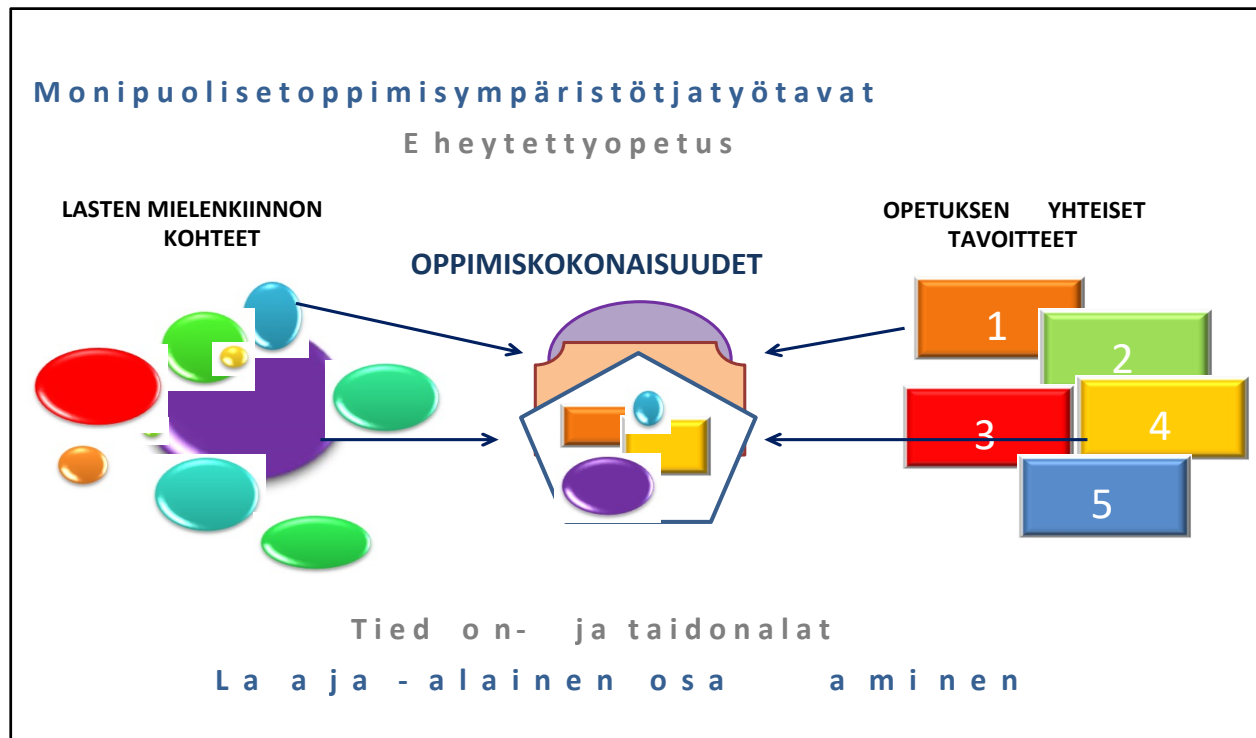 Monipuolisetoppimisympäristötjatyötavat
Eheytettyopetus
LASTEN MIELENKIINNON
KOHTEET
OPETUKSEN YHTEISET
TAVOITTEET
OPPIMISKOKONAISUUDET
1
2
3
4
5
Tied on- ja taidonalat
La aja -alainen osa aminen